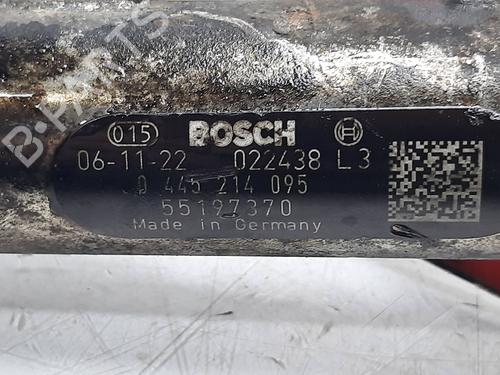 B-PARTS
015 BOSCH
06-11-22 022438 L3
0 445 214 095
55197370
Made in Germany